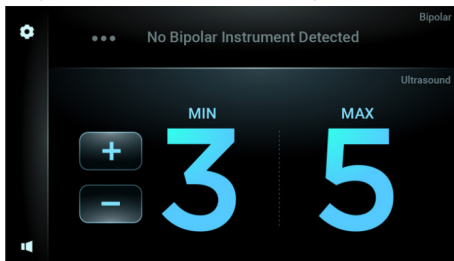 Bipolar
••• No Bipolar Instrument Detected
Ultrasound
MIN MAX
+
3 5
−